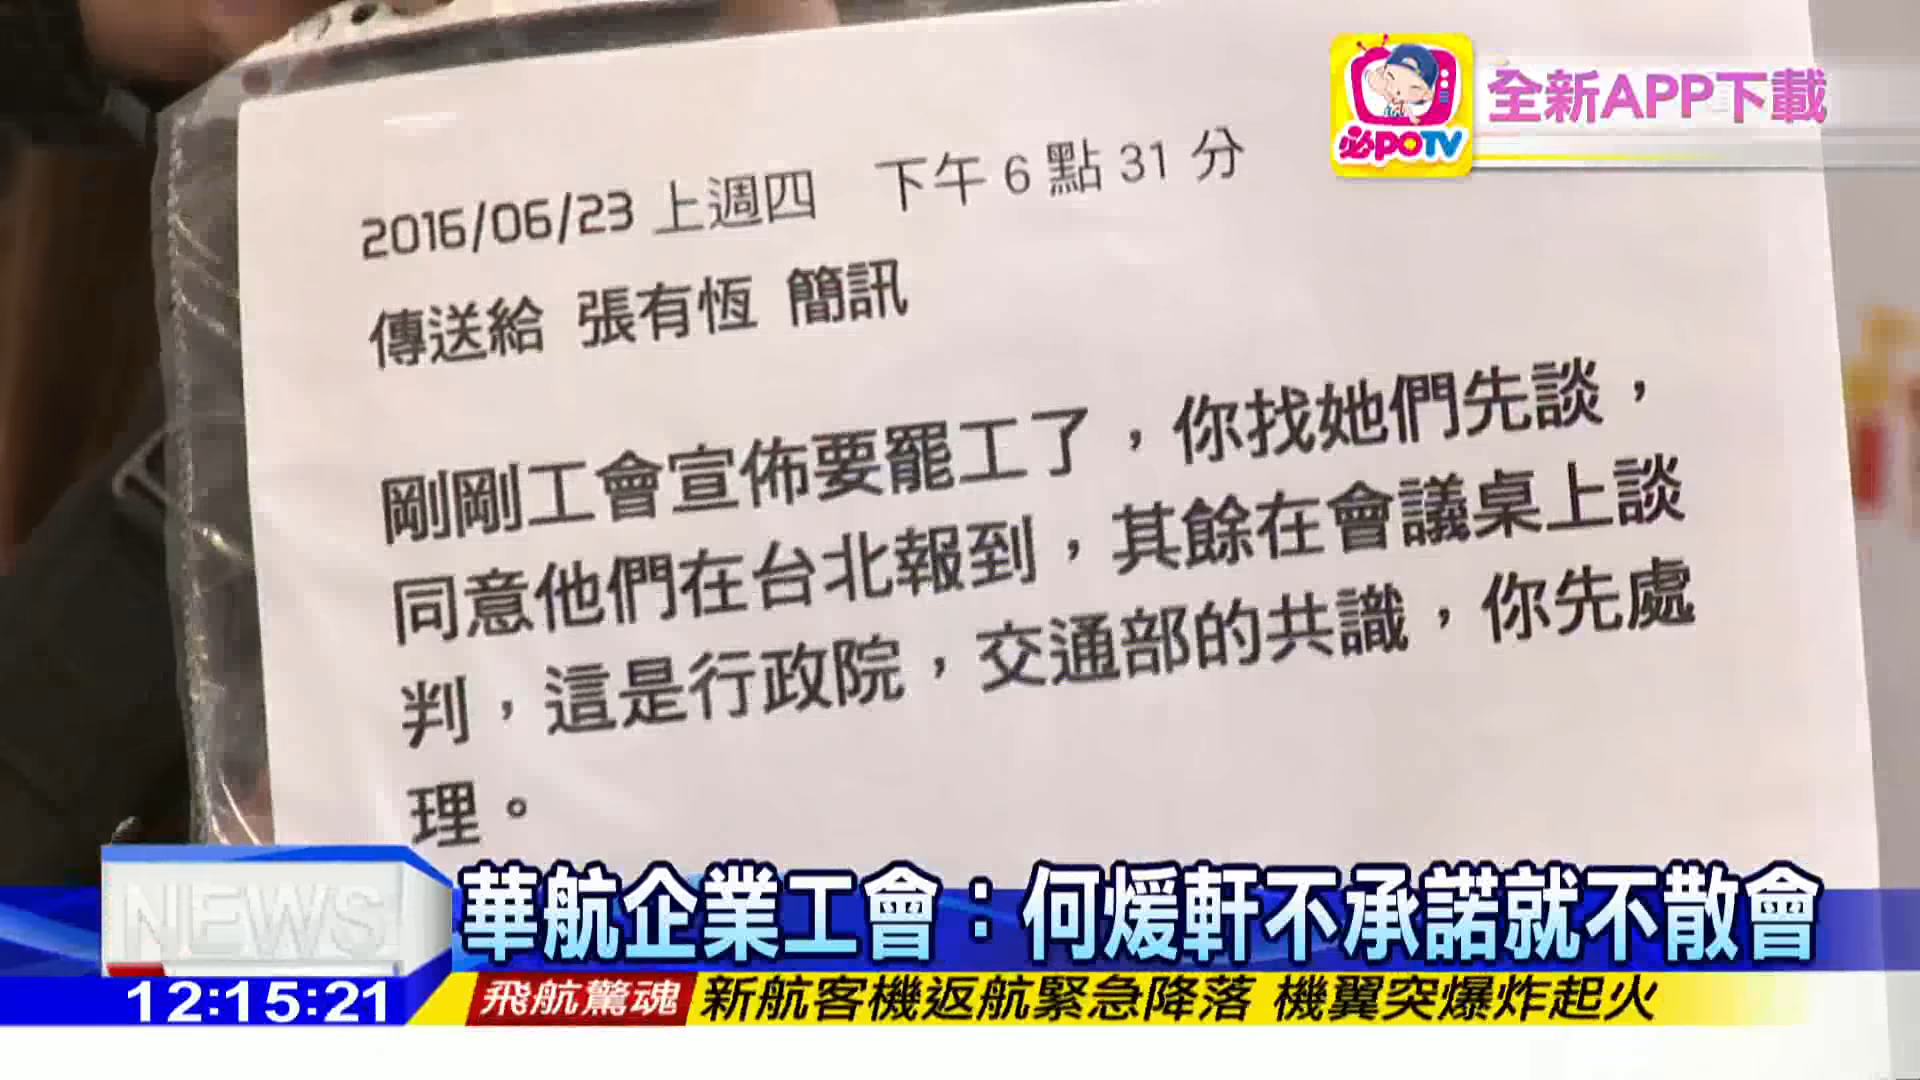 全新APP下載
必POTV
2016/06/23 上週四 下午 6 點 31 分
傳送給 張有恆 簡訊
剛剛工會宣佈要罷工了，你找她們先談，
同意他們在台北報到，其餘在會議桌上談
判，這是行政院，交通部的共識，你先處
理。
NEWS
華航企業工會：何煖軒不承諾就不散會
12:15:21
飛航驚魂 新航客機返航緊急降落 機翼突爆炸起火